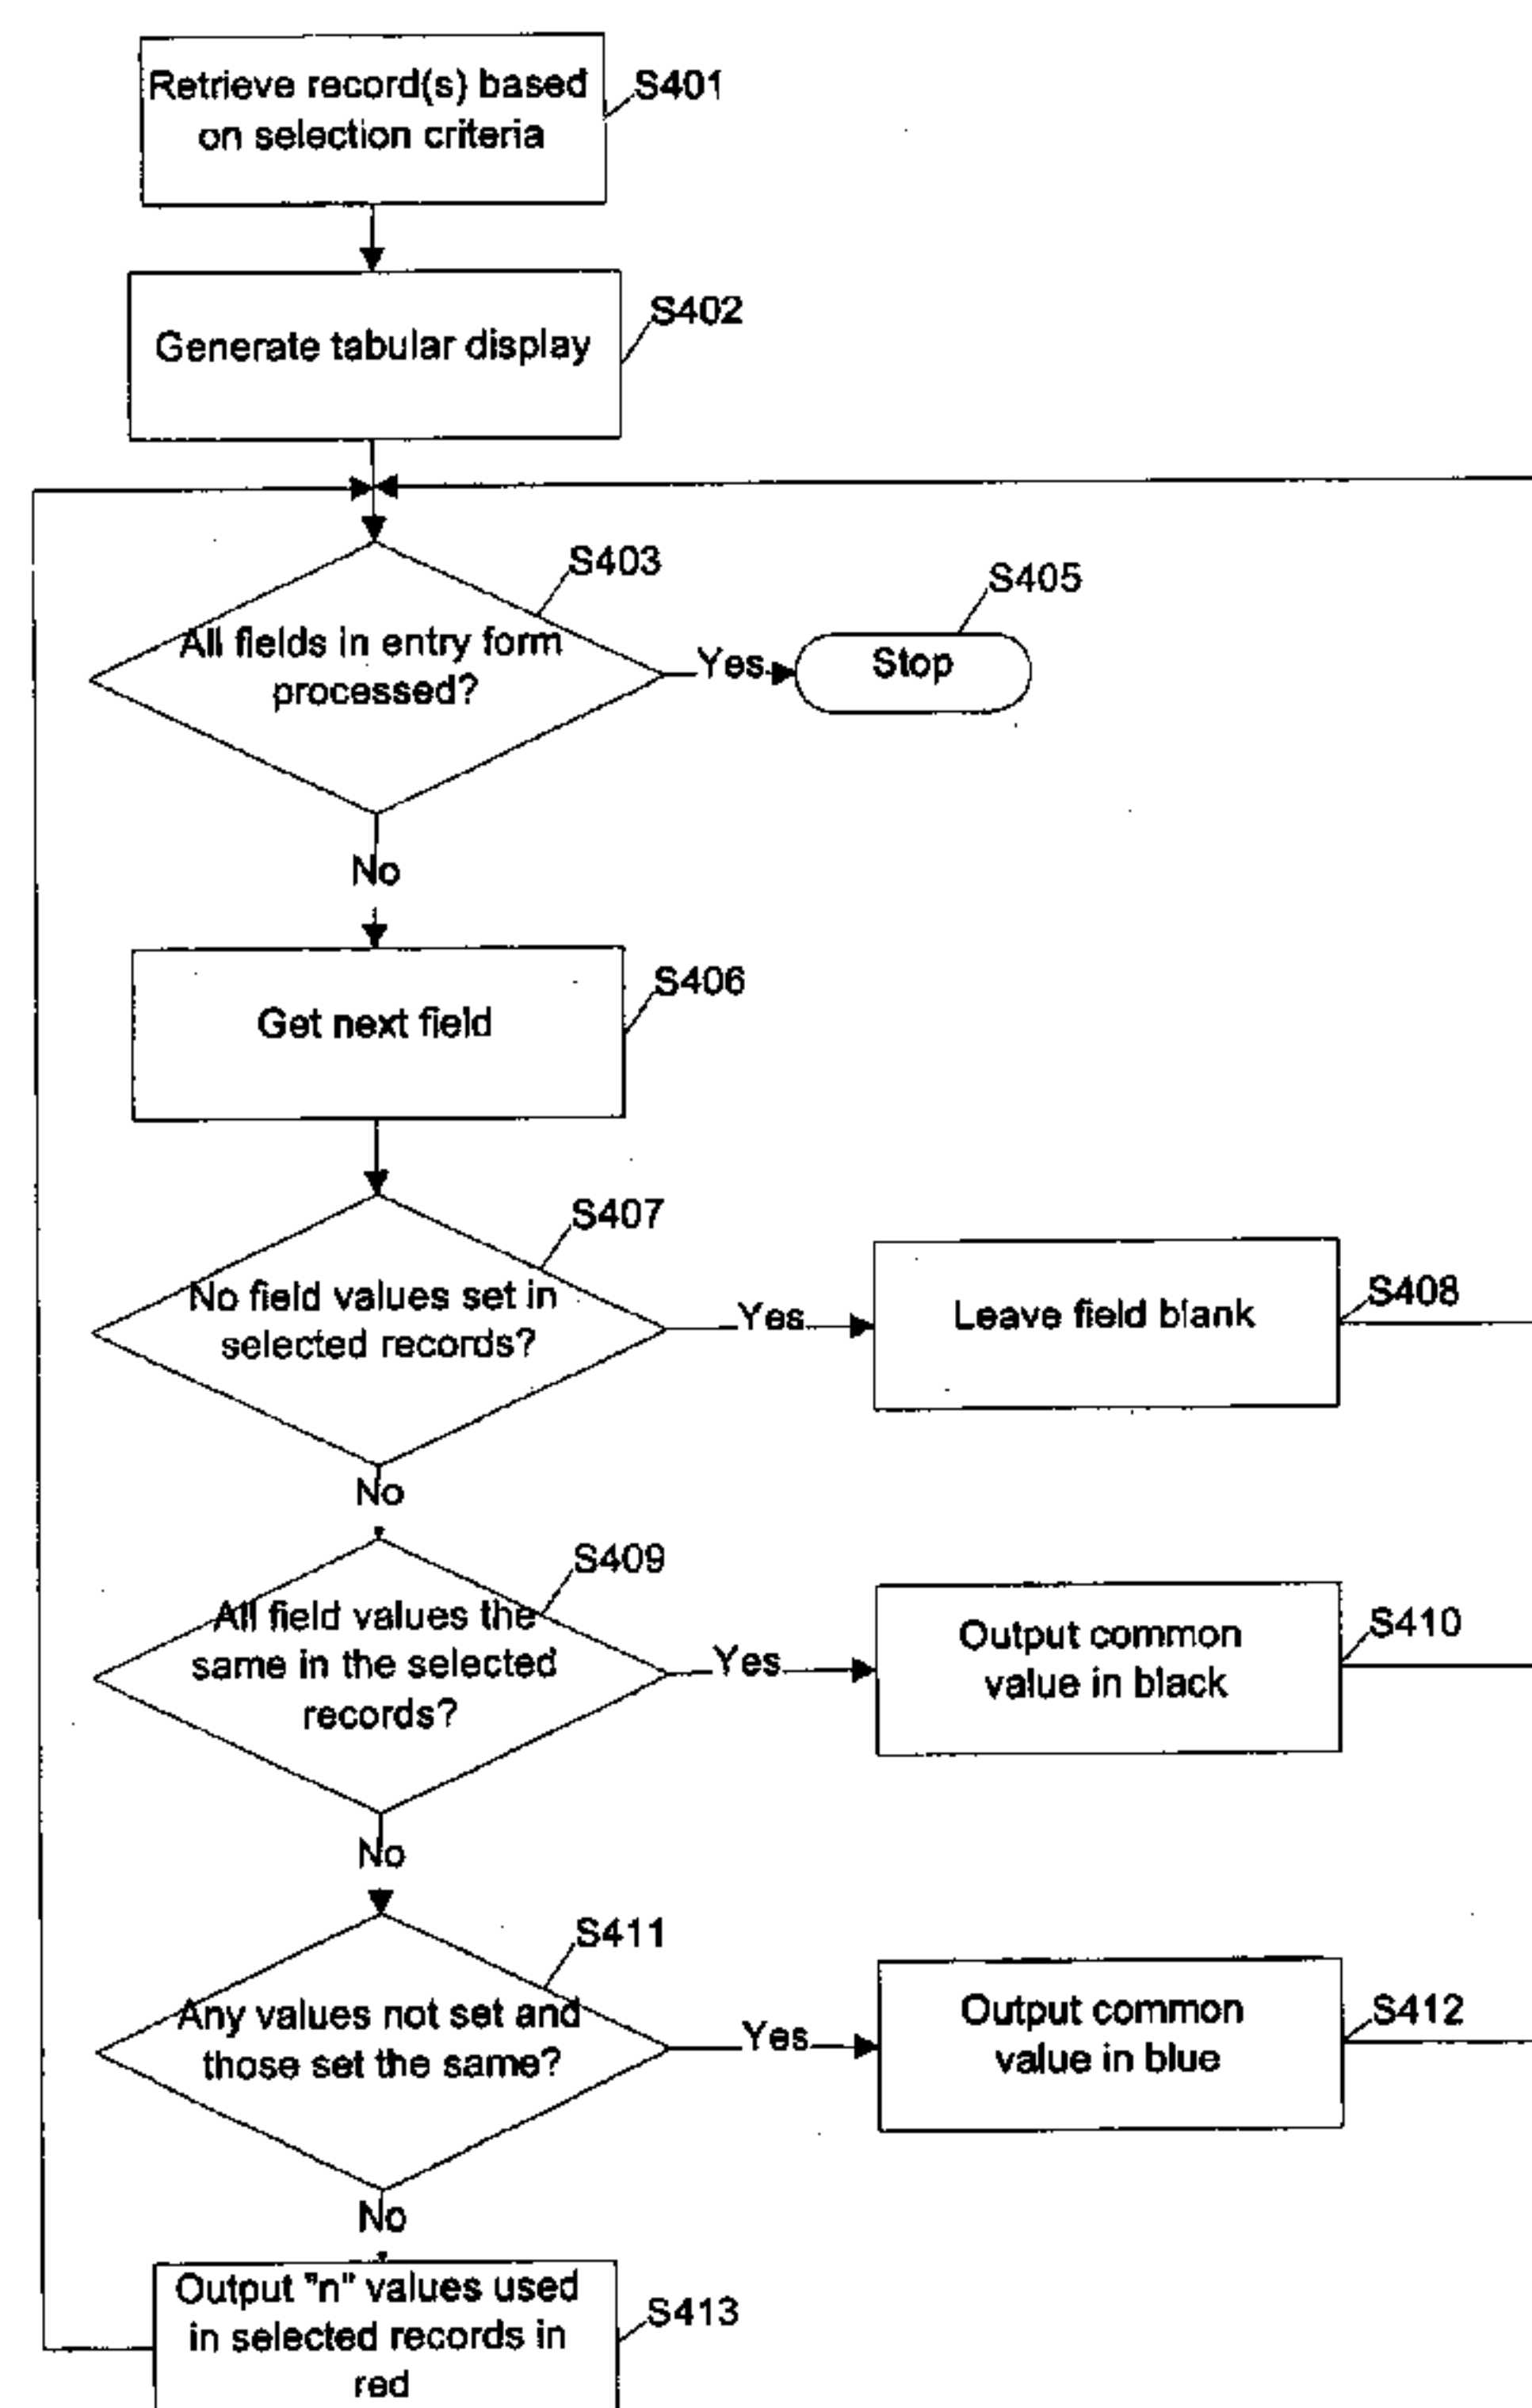 Retrieve record(s) based
on selection criteria
S401
Generate tabular display
S402
All fields in entry form
processed?
S403
Yes
Stop
S405
No
Get next field
S406
No field values set in
selected records?
S407
Yes
Leave field blank
S408
No
All field values the
same in the selected
records?
S409
Yes
Output common
value in black
S410
No
Any values not set and
those set the same?
S411
Yes
Output common
value in blue
S412
No
Output "n" values used
in selected records in
red
S413